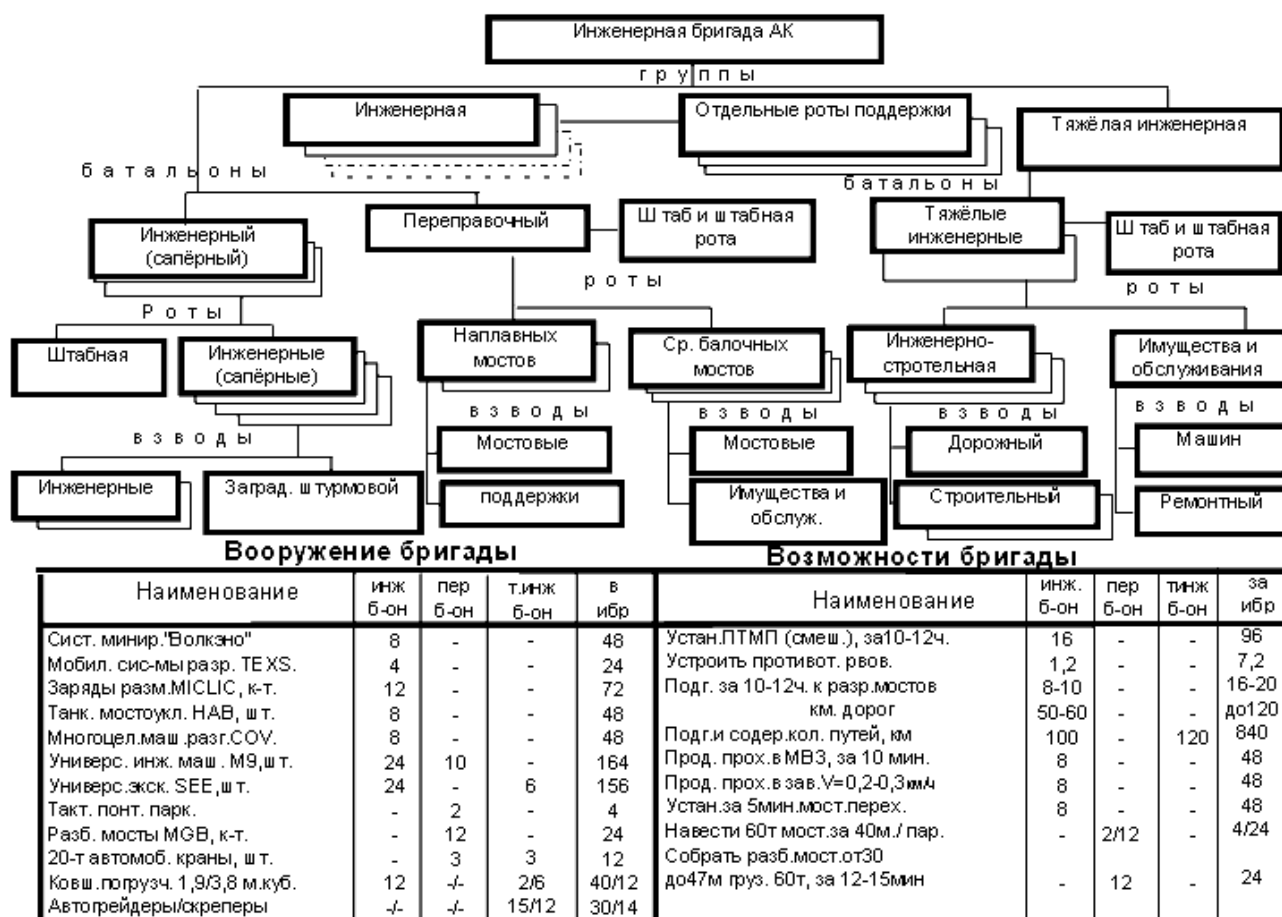 Инженерная бригада АК
группы
Инженерная
Отдельные роты поддержки
Тяжёлая инженерная
батальоны
батальоны
Инженерный
(сапёрный)
Переправочный
Штаб и штабная
рота
Тяжёлые
инженерные
Штаб и штабная
рота
Роты
роты
роты
Штабная
Инженерные
(сапёрные)
Наплавных
мостов
Ср. балочных
мостов
Инженерно-
стротельная
Имущества и
обслуживания
взводы
взводы
взводы
взводы
взводы
Инженерные
Заград. штурмовой
Мостовые
поддержки
Мостовые
Имущества и
обслуж.
Дорожный
Строительный
Машин
Ремонтный
Вооружение бригады
Наименование инж б-он пер б-он т.инж б-он в ибр
Сист. минир."Волкэно" 8 - - 48
Мобил. сис-мы разр. TEXS. 4 - - 24
Заряды разм.MICLIC, к-т. 12 - - 72
Танк. мостоукл. НАВ, шт. 8 - - 48
Многоцел.маш.разг.COV. 8 - - 48
Универс. инж. маш. М9,шт. 24 10 - 164
Универс.экск. SEE,шт. 24 - 6 156
Такт. понт. парк. - 2 - 4
Разб. мосты MGB, к-т. - 12 - 24
20-т автомоб. краны, шт. - 3 3 12
Ковш.погрузч. 1,9/3,8 м.куб. 12 -/- 2/6 40/12
Автогрейдеры/скреперы -/- -/- 15/12 30/14
Возможности бригады
Наименование инж. б-он пер б-он тинж б-он за ибр
Устан.ПТМП (смеш.), за10-12ч. 16 - - 96
Устроить противот. рвов. 1,2 - - 7,2
Подг. за 10-12ч. к разр.мостов 8-10 - - 16-20
км. дорог 50-60 - - до120
Подг.и содер.кол. путей, км 100 - 120 840
Прод. прох.в МВЗ, за 10 мин. 8 - - 48
Прод. прох.в зав.V=0,2-0,3км/ч 8 - - 48
Устан.за 5мин.мост.перех. 8 - - 48
Навести 60т мост.за 40м./ пар. - 2/12 - 4/24
Собрать разб.мост.от30
до47м груз. 60т, за 12-15мин - 12 - 24